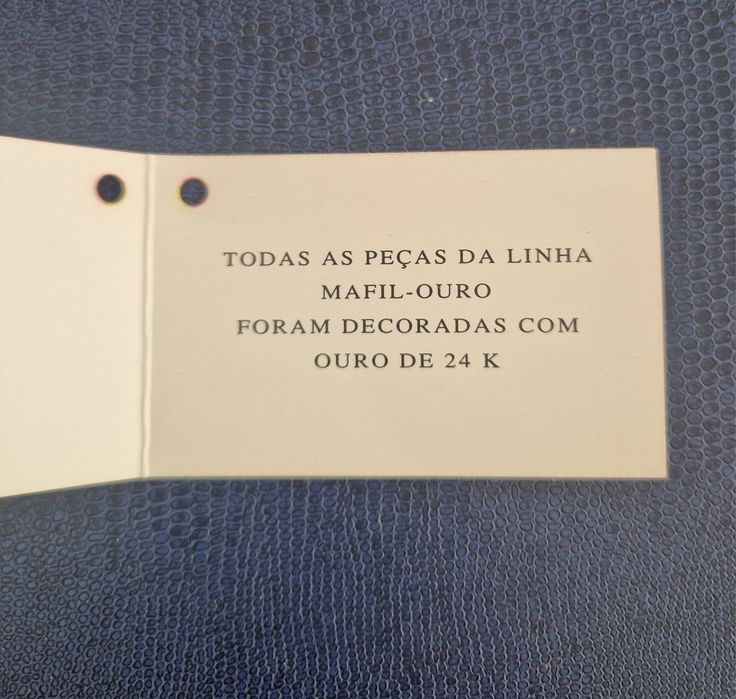 TODAS AS PEÇAS DA LINHA
MAFIL-OURO
FORAM DECORADAS COM
OURO DE 24 K